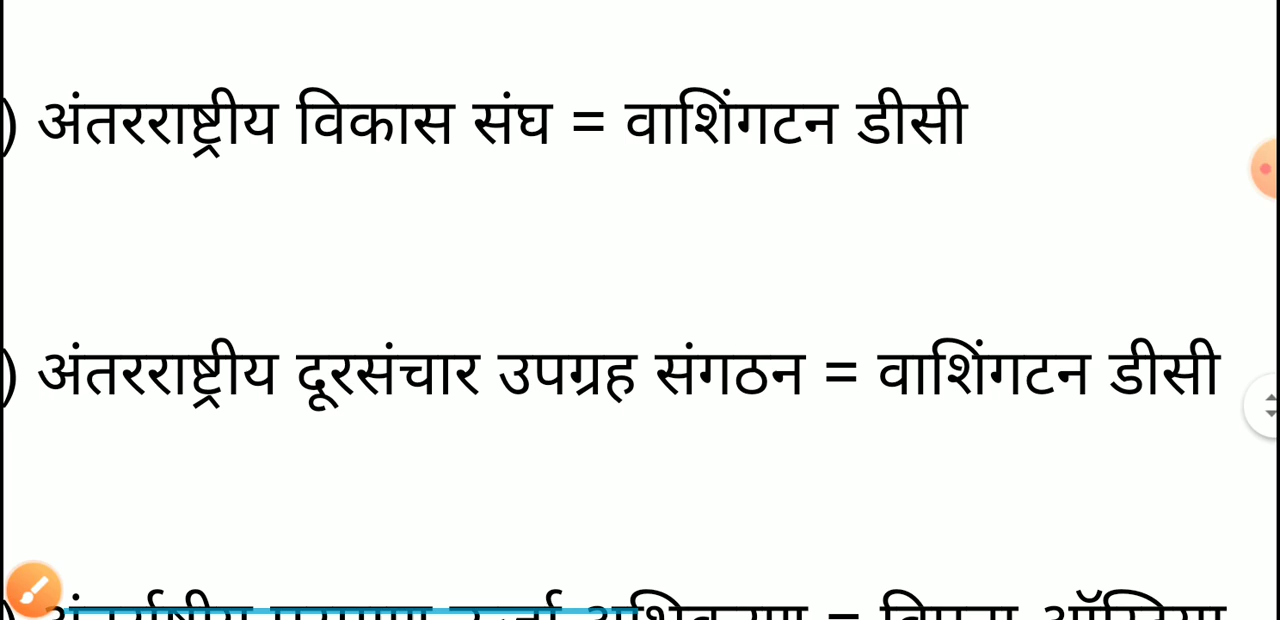 ) अंतरराष्ट्रीय विकास संघ = वाशिंगटन डीसी
) अंतरराष्ट्रीय दूरसंचार उपग्रह संगठन = वाशिंगटन डीसी